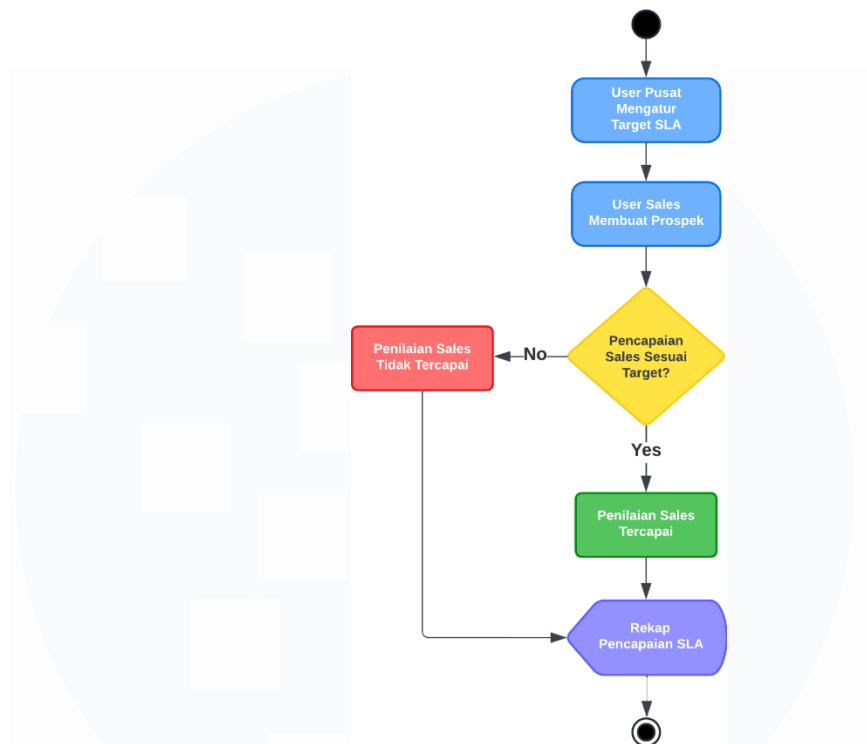 User Pusat
Mengatur
Target SLA
User Sales
Membuat Prospek
Pencapaian
Sales Sesuai
Target?
No
Penilaian Sales
Tidak Tercapai
Yes
Penilaian Sales
Tercapai
Rekap
Pencapaian SLA